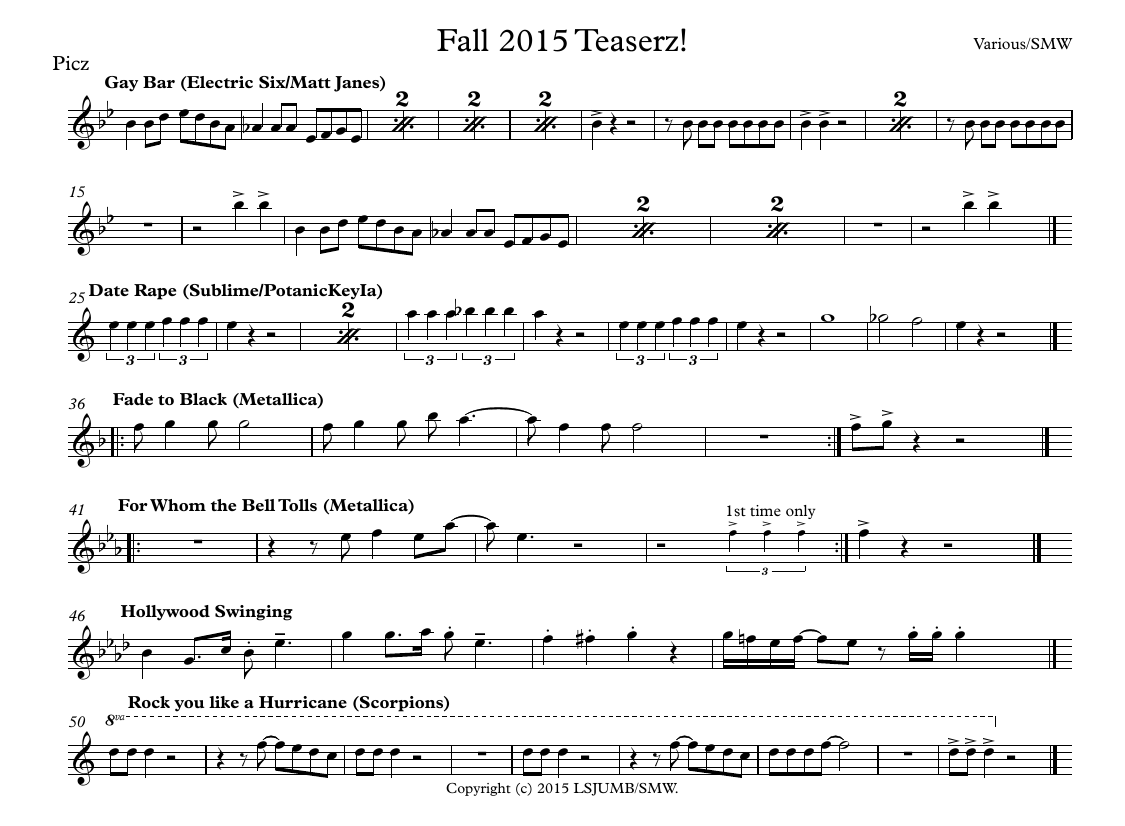 Fall 2015 Teaserz!
Various/SMW
Picz
Gay Bar (Electric Six/Matt Janes)
2 2 2 2
15
2 2
25 Date Rape (Sublime/PotanicKeyIa)
2
3 3 3 3 3 3
36 Fade to Black (Metallica)
41 For Whom the Bell Tolls (Metallica)
1st time only
3
46 Hollywood Swinging
Rock you like a Hurricane (Scorpions)
50 8va
Copyright (c) 2015 LSJUMB/SMW.